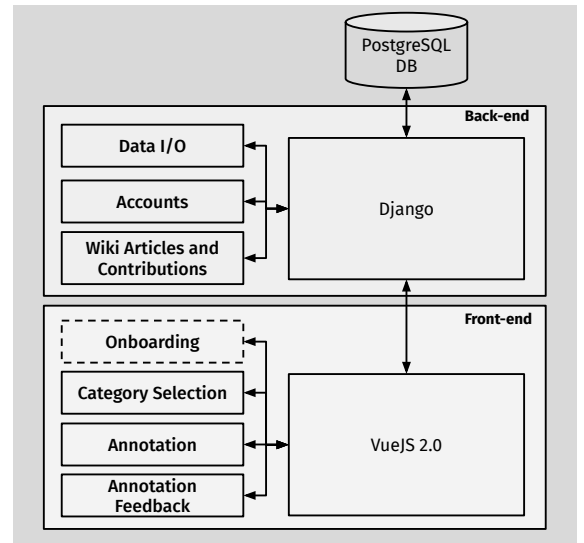 PostgreSQL
DB
Back-end
Data I/O
Accounts
Wiki Articles and
Contributions
Django
Front-end
Onboarding
Category Selection
Annotation
Annotation
Feedback
VueJS 2.0